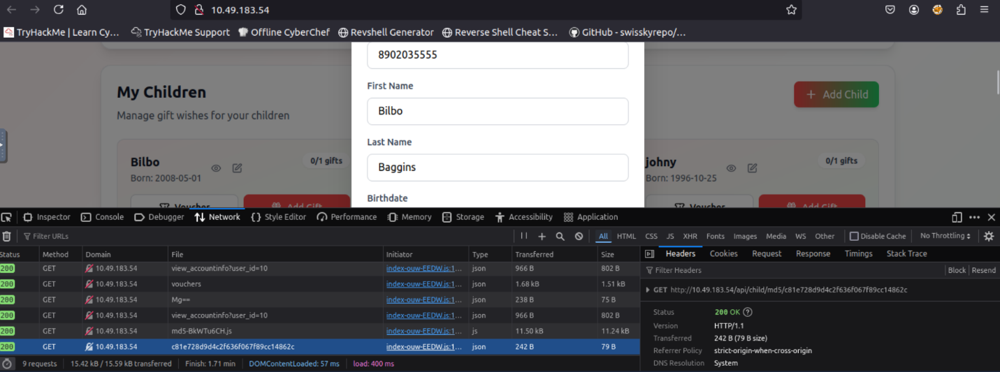 10.49.183.54
TryHackMe | Learn Cy... TryHackMe Support Offline CyberChef Revshell Generator Reverse Shell Cheat S... GitHub - swisskyrepo/...
8902035555
My Children
Manage gift wishes for your children
Add Child
First Name
Bilbo
Last Name
Baggins
Birthdate
Bilbo 0/1 gifts
Born: 2008-05-01
Voucher Add Gift
johny 0/1 gifts
Born: 1996-10-25
Voucher Add Gift
Inspector Console Debugger Network Style Editor Performance Memory Storage Accessibility Application
Filter URLs All HTML CSS JS XHR Fonts Images Media WS Other Disable Cache No Throttling
Status Method Domain File Initiator Type Transferred Size
200 GET 10.49.183.54 view_accountinfo?user_id=10 index-ouw-EEDW.js:1... json 966 B 802 B
200 GET 10.49.183.54 vouchers index-ouw-EEDW.js:1... json 1.68 kB 1.51 kB
200 GET 10.49.183.54 Mg== index-ouw-EEDW.js:1... json 238 B 75 B
200 GET 10.49.183.54 view_accountinfo?user_id=10 index-ouw-EEDW.js:1... json 966 B 802 B
200 GET 10.49.183.54 md5-BkWTu6CH.js index-ouw-EEDW.js:1... js 11.50 kB 11.24 kB
200 GET 10.49.183.54 c81e728d9d4c2f636f067f89cc14862c index-ouw-EEDW.js:1... json 242 B 79 B
9 requests 15.42 kB / 15.59 kB transferred Finish: 1.71 min DOMContentLoaded: 57 ms load: 400 ms
Headers Cookies Request Response Timings Stack Trace
Filter Headers Block Resend
GET http://10.49.183.54/api/child/md5/c81e728d9d4c2f636f067f89cc14862c
Status 200 OK
Version HTTP/1.1
Transferred 242 B (79 B size)
Referrer Policy strict-origin-when-cross-origin
DNS Resolution System